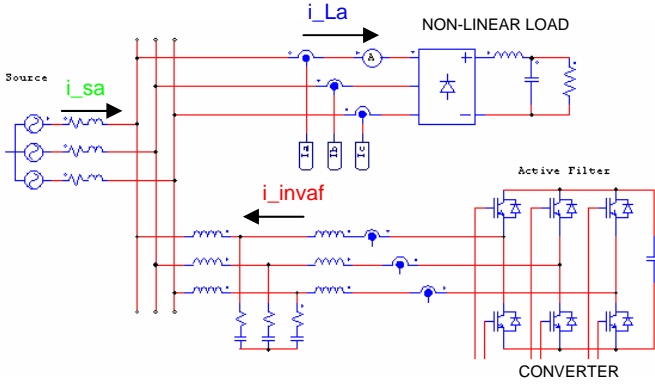 i_La
NON-LINEAR LOAD
A
Source
i_sa
Ia
Ib
Ic
Active Filter
i_invaf
CONVERTER